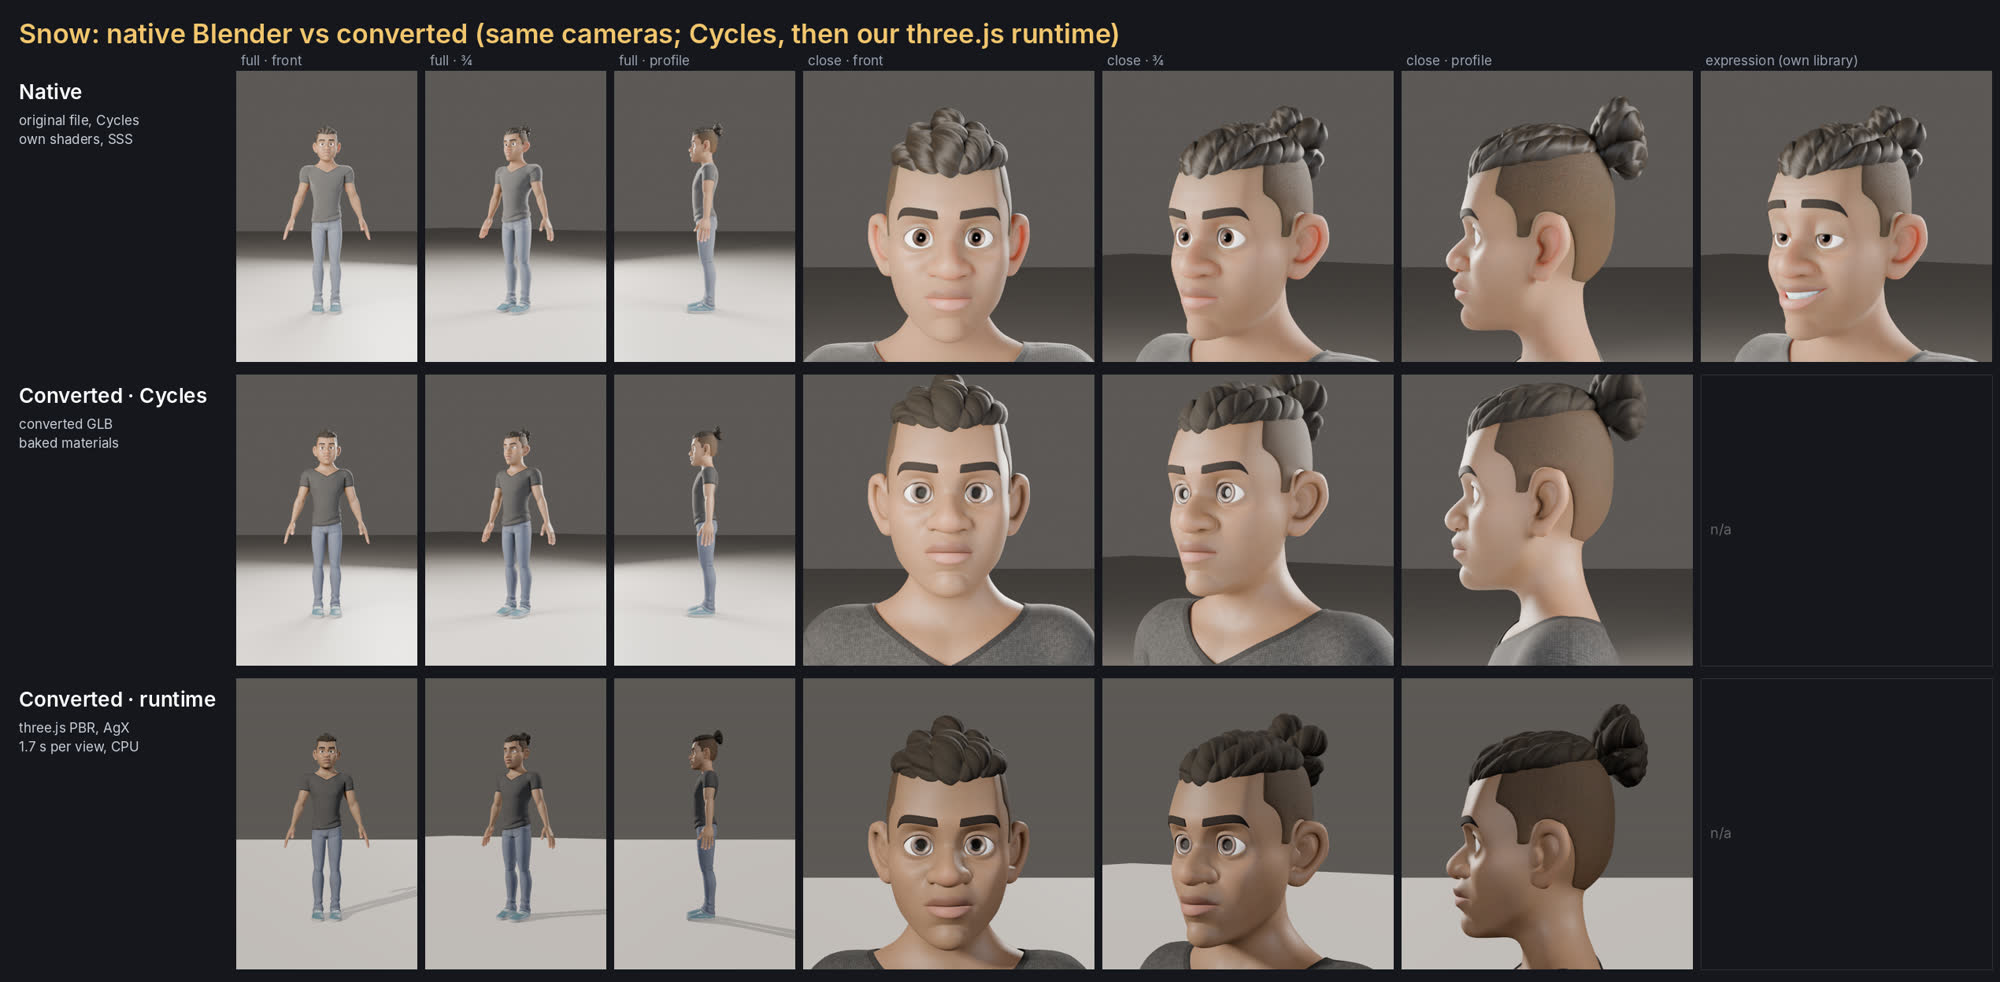 Snow: native Blender vs converted (same cameras; Cycles, then our three.js runtime)
full · front
full · ¾
full · profile
close · front
close · ¾
close · profile
expression (own library)
Native
original file, Cycles
own shaders, SSS
Converted · Cycles
converted GLB
baked materials
n/a
Converted · runtime
three.js PBR, AgX
1.7 s per view, CPU
n/a